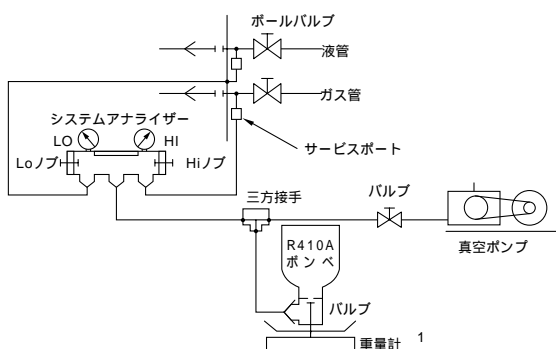 ボールバルブ
液管
ガス管
システムアナライザー
LO
HI
Loノブ
Hiノブ
サービスポート
三方接手
バルブ
R410A
ボンベ
真空ポンプ
バルブ
重量計 1